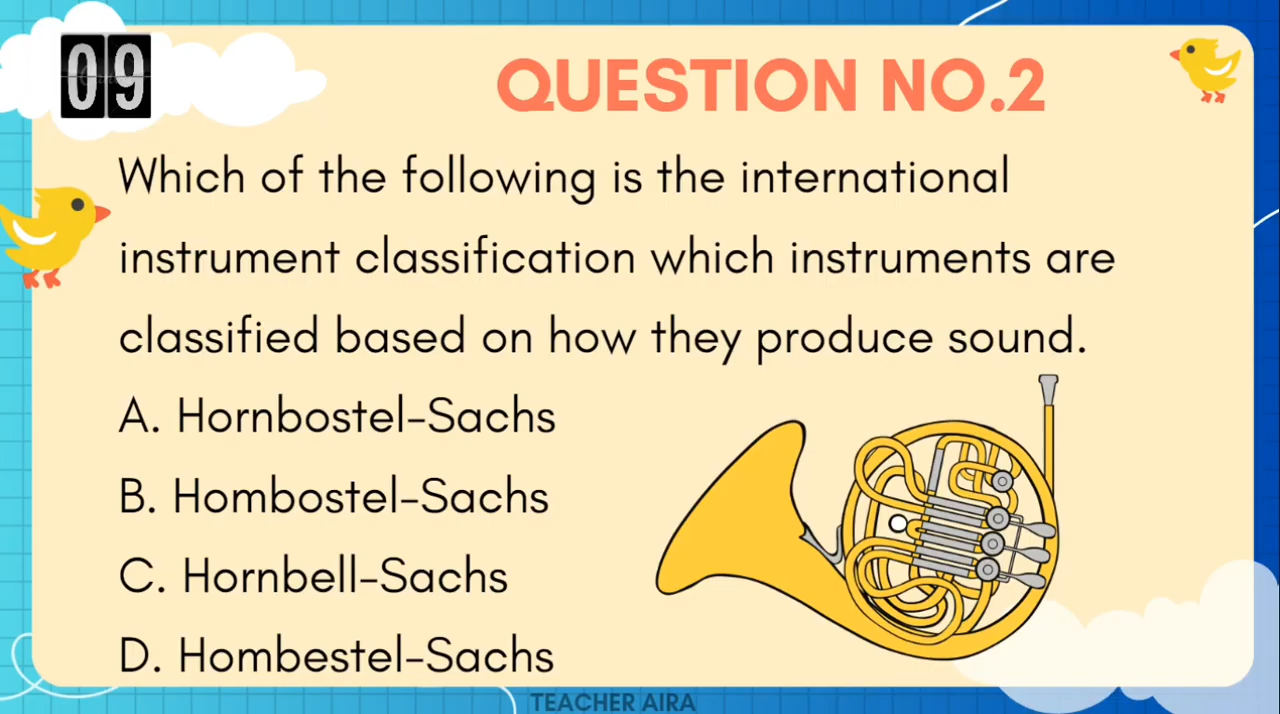 09
QUESTION NO.2
Which of the following is the international
instrument classification which instruments are
classified based on how they produce sound.
A. Hornbostel-Sachs
B. Hombostel-Sachs
C. Hornbell-Sachs
D. Hombestel-Sachs
TEACHER AIRA